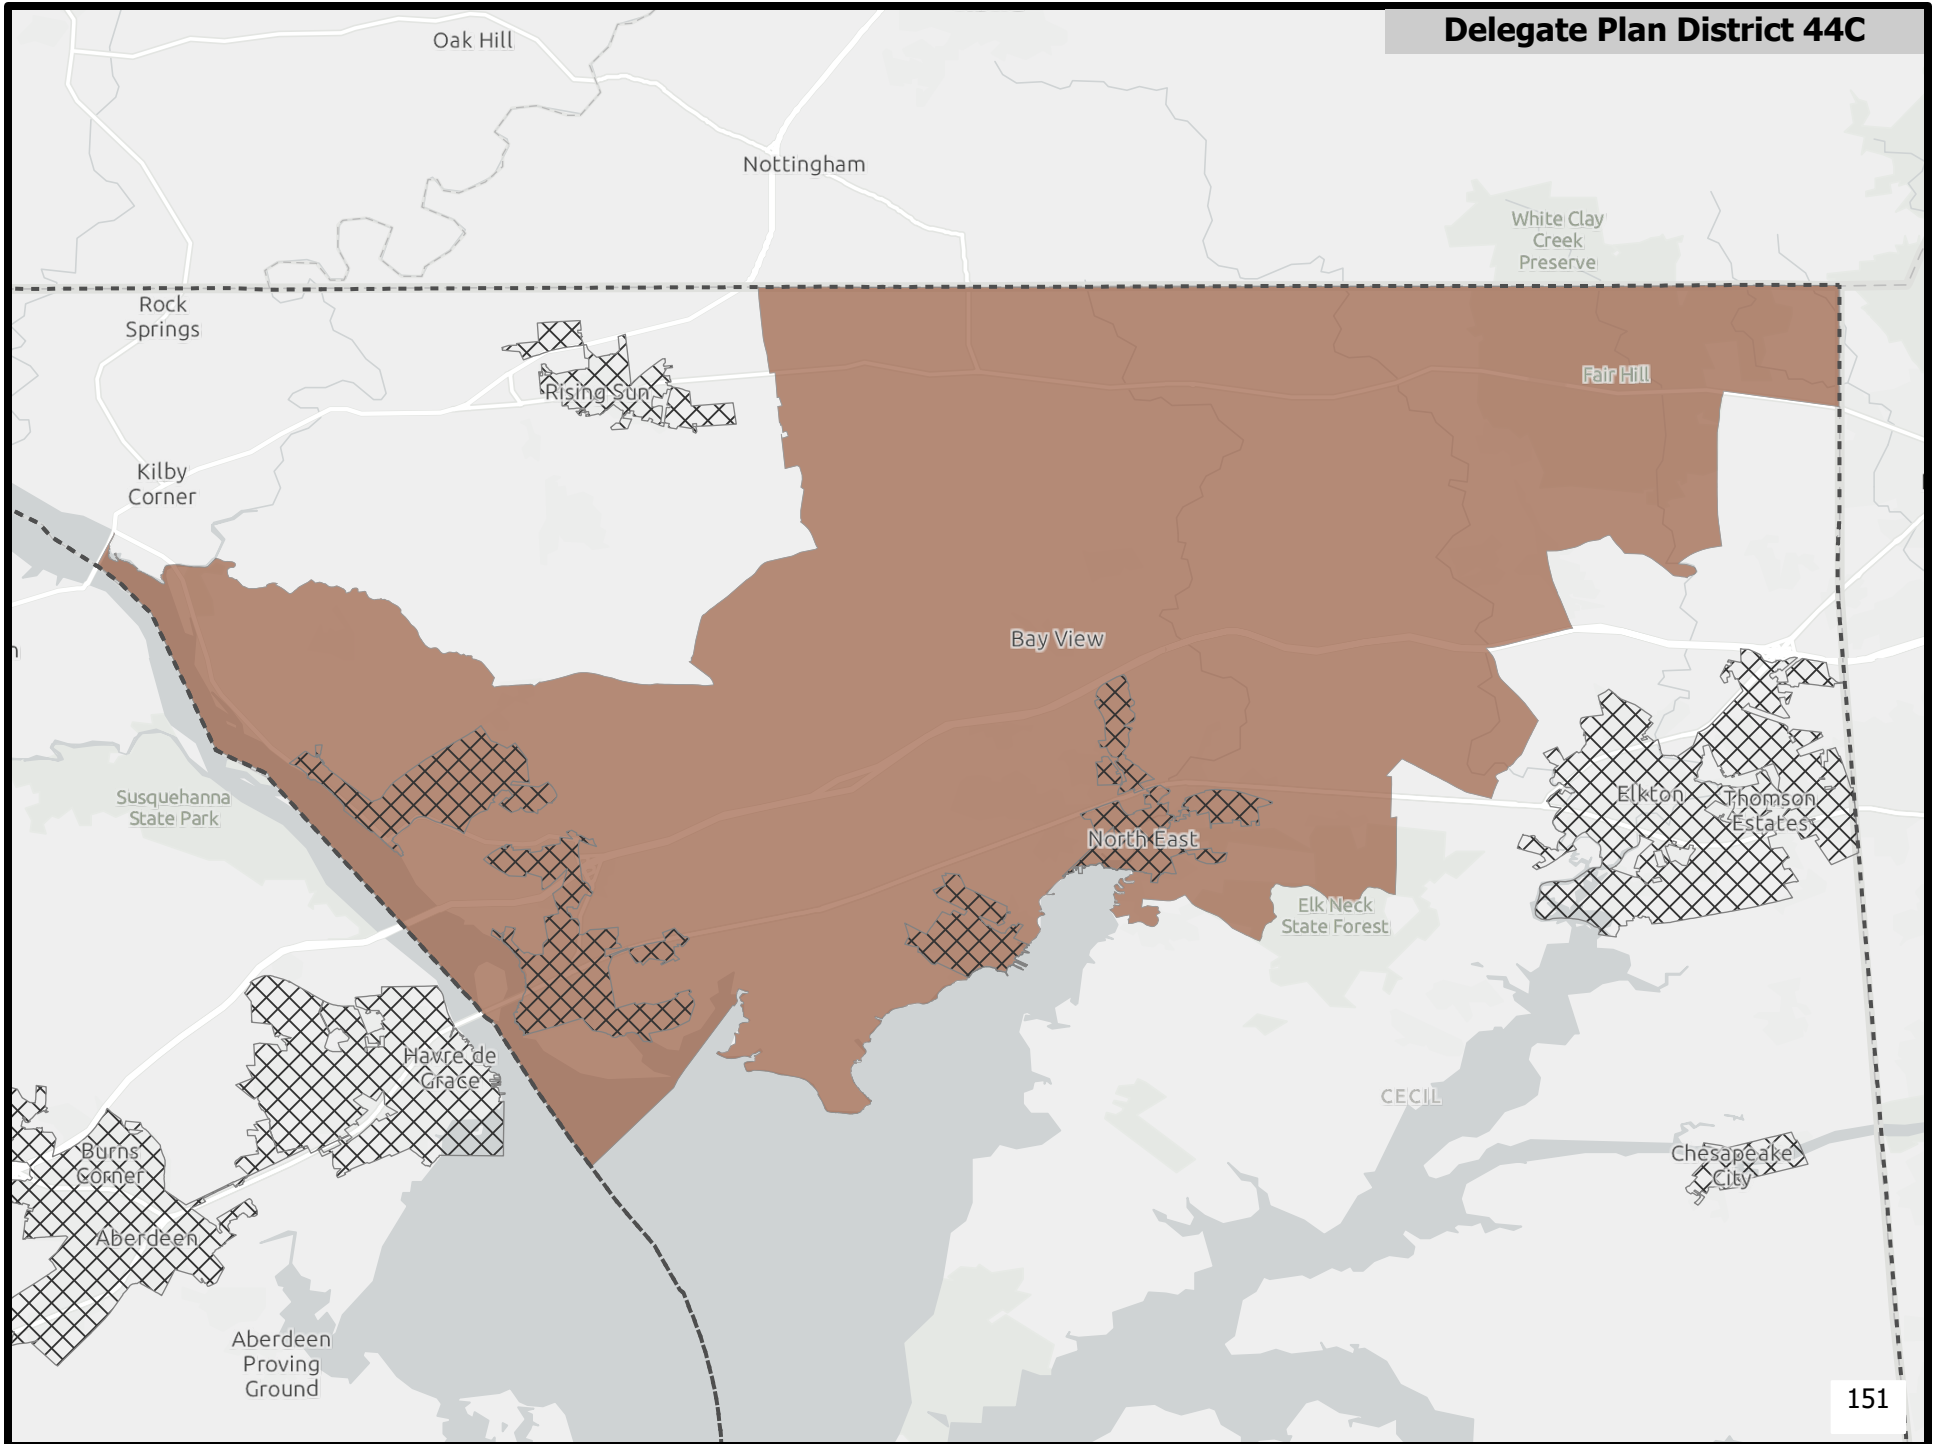 Delegate Plan District 44C
Oak Hill
Nottingham
White Clay
Creek
Preserve
Rock
Springs
Fair Hill
Rising Sun
Kilby
Corner
Bay View
n
Susquehanna
State Park
Elkton
Thomson
Estates
North East
Elk Neck
State Forest
Havre de
Grace
CECIL
Burns
Corner
Chesapeake
City
Aberdeen
Aberdeen
Proving
Ground
151